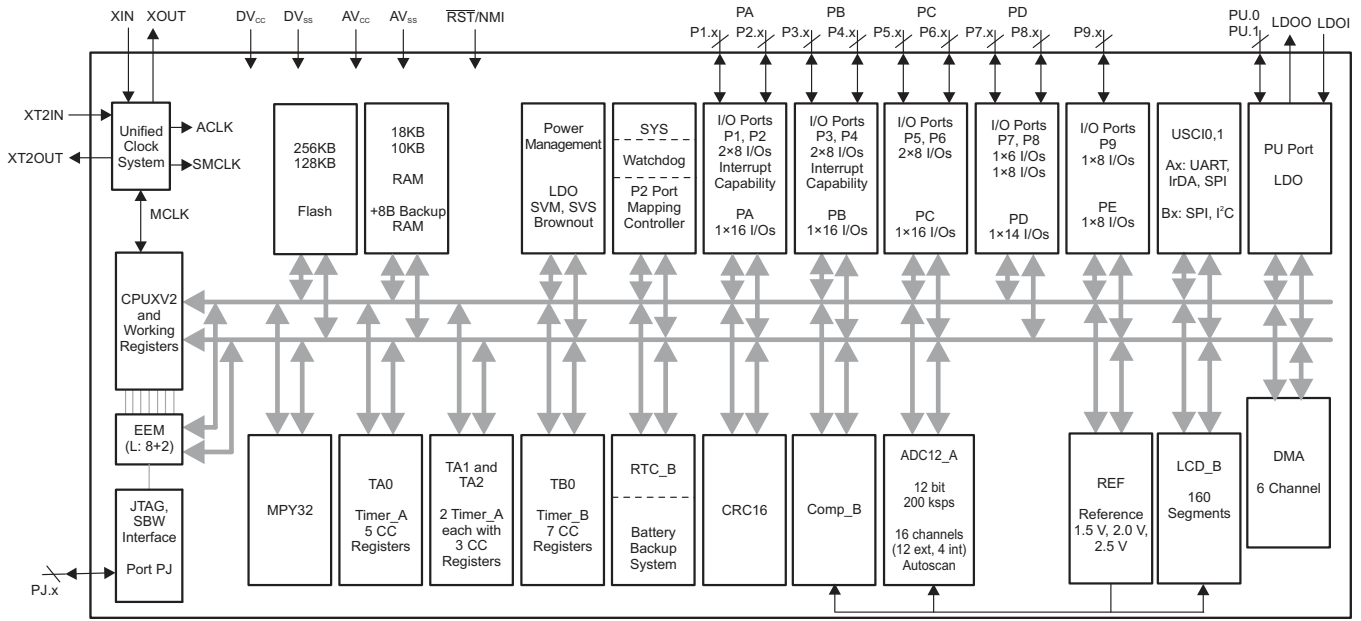 XIN XOUT
DVCC DVSS AVCC AVSS
RST/NMI
PA PB PC PD
P1.x P2.x P3.x P4.x P5.x P6.x P7.x P8.x P9.x
PU.0
PU.1
LDOO LDOI
XT2IN
XT2OUT
Unified
Clock
System
ACLK
SMCLK
MCLK
256KB
128KB
Flash
18KB
10KB
RAM
+8B Backup
RAM
Power
Management
LDO
SVM, SVS
Brownout
SYS
Watchdog
P2 Port
Mapping
Controller
I/O Ports
P1, P2
2×8 I/Os
Interrupt
Capability
PA
1×16 I/Os
I/O Ports
P3, P4
2×8 I/Os
Interrupt
Capability
PB
1×16 I/Os
I/O Ports
P5, P6
2×8 I/Os
PC
1×16 I/Os
I/O Ports
P7, P8
1×6 I/Os
1×8 I/Os
PD
1×14 I/Os
I/O Ports
P9
1×8 I/Os
PE
1×8 I/Os
USCI0,1
Ax: UART,
IrDA, SPI
Bx: SPI, I²C
PU Port
LDO
CPUXV2
and
Working
Registers
EEM
(L: 8+2)
JTAG,
SBW
Interface
Port PJ
PJ.x
MPY32
TA0
Timer_A
5 CC
Registers
TA1 and
TA2
2 Timer_A
each with
3 CC
Registers
TB0
Timer_B
7 CC
Registers
RTC_B
Battery
Backup
System
CRC16
Comp_B
ADC12_A
12 bit
200 ksps
16 channels
(12 ext, 4 int)
Autoscan
REF
Reference
1.5 V, 2.0 V,
2.5 V
LCD_B
160
Segments
DMA
6 Channel